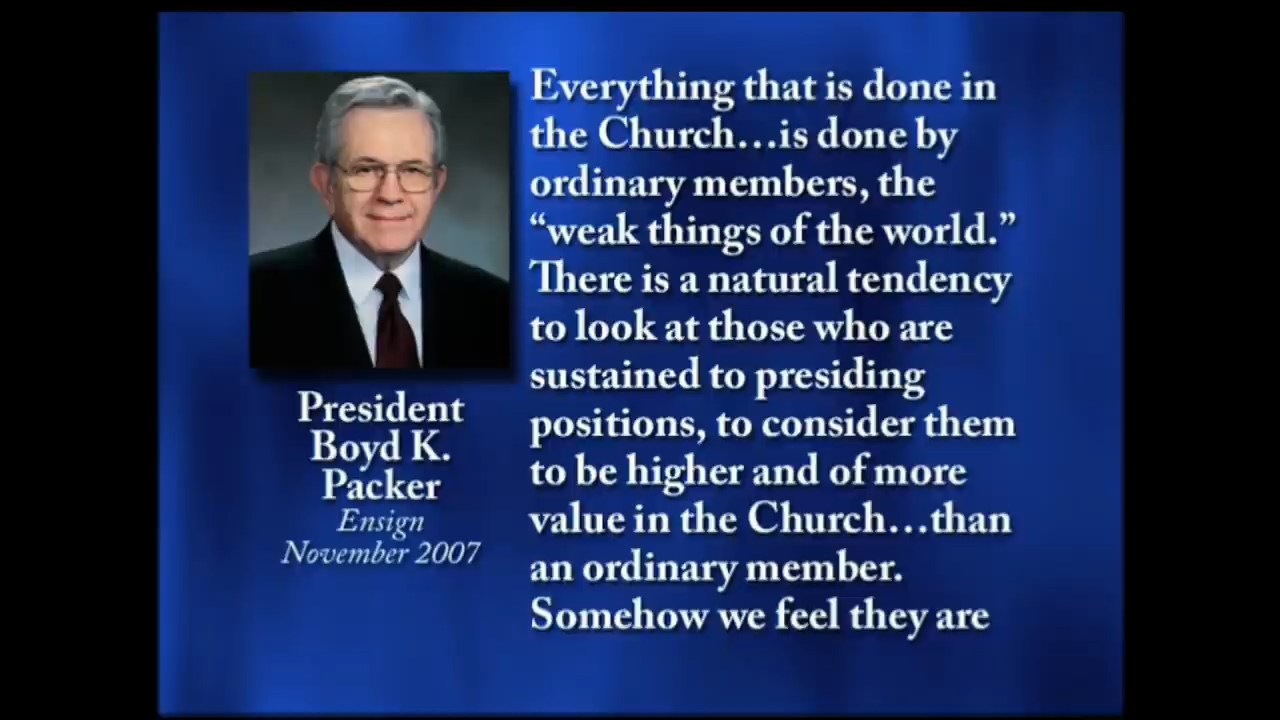 President
Boyd K.
Packer
Ensign
November 2007
Everything that is done in
the Church…is done by
ordinary members, the
“weak things of the world.”
There is a natural tendency
to look at those who are
sustained to presiding
positions, to consider them
to be higher and of more
value in the Church…than
an ordinary member.
Somehow we feel they are